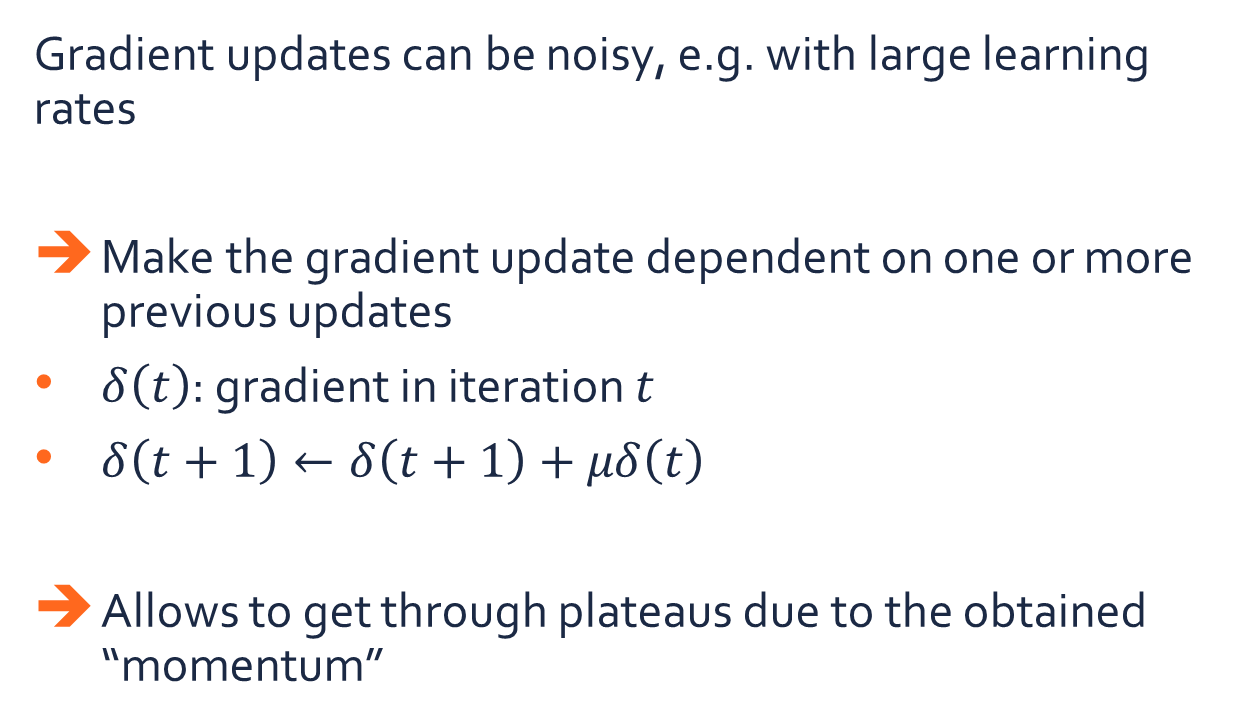 Gradient updates can be noisy, e.g. with large learning
rates
➔ Make the gradient update dependent on one or more
previous updates
• δ(t): gradient in iteration t
• δ(t + 1) ← δ(t + 1) + μδ(t)
➔ Allows to get through plateaus due to the obtained
“momentum”